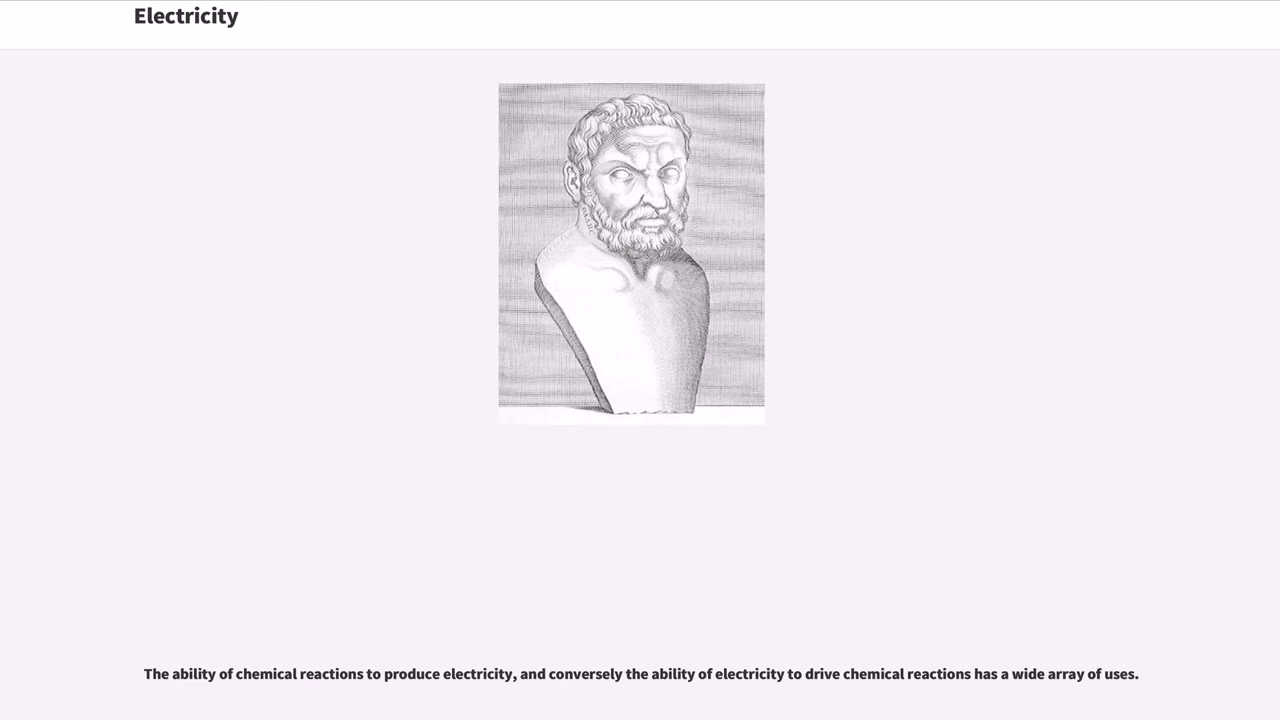 Electricity
The ability of chemical reactions to produce electricity, and conversely the ability of electricity to drive chemical reactions has a wide array of uses.